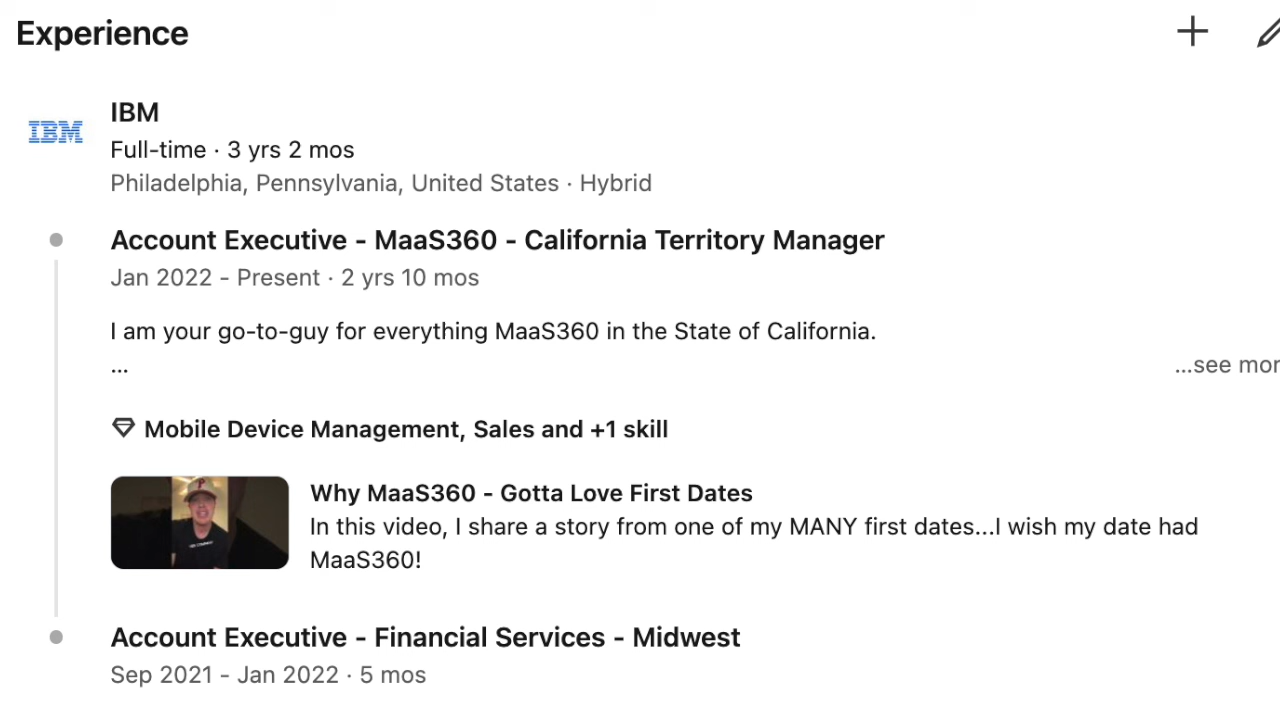 Experience
IBM
IBM
Full-time · 3 yrs 2 mos
Philadelphia, Pennsylvania, United States · Hybrid
Account Executive - MaaS360 - California Territory Manager
Jan 2022 - Present · 2 yrs 10 mos
I am your go-to-guy for everything MaaS360 in the State of California.
...
...see mor
Mobile Device Management, Sales and +1 skill
P
Why MaaS360 - Gotta Love First Dates
In this video, I share a story from one of my MANY first dates...I wish my date had
MaaS360!
Account Executive - Financial Services - Midwest
Sep 2021 - Jan 2022 · 5 mos